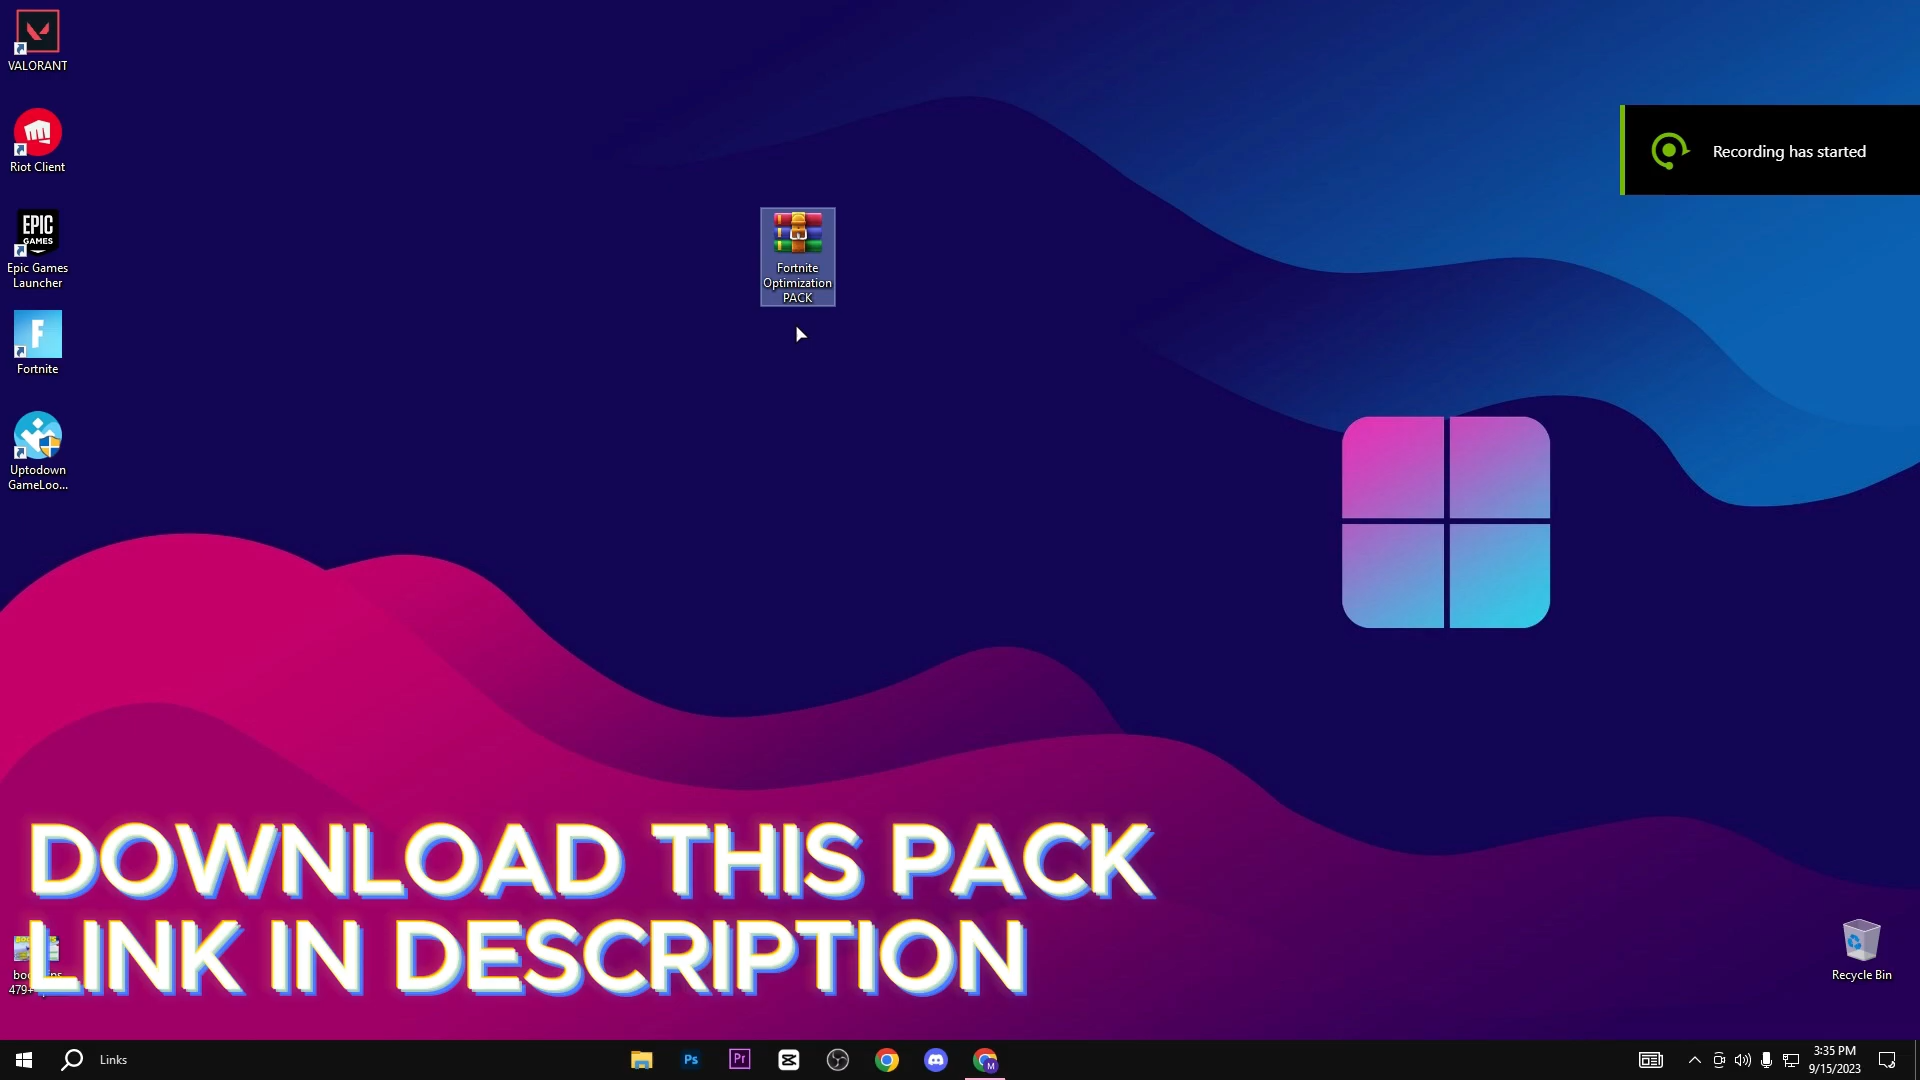 VALORANT
Riot Client
EPIC
GAMES
Epic Games
Launcher
F
Fortnite
Uptodown
GameLoo...
Fortnite
Optimization
PACK
Recording has started
DOWNLOAD THIS PACK
LINK IN DESCRIPTION
Recycle Bin
Links
Ps
Pr
M
3:35 PM
9/15/2023